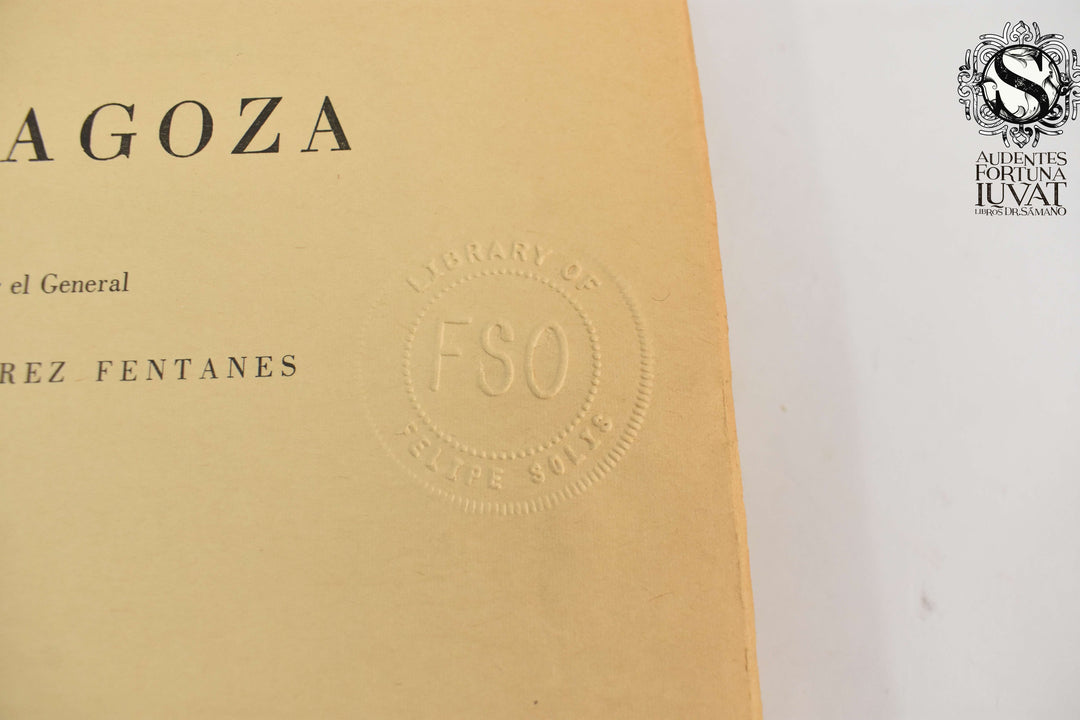 AGOZA
el General
REZ FENTANES
LIBRARY OF
FSO
FELIPE SOLIS
S
AUDENTES
FORTUNA
IUVAT
LIBROS DR. SÁMANO